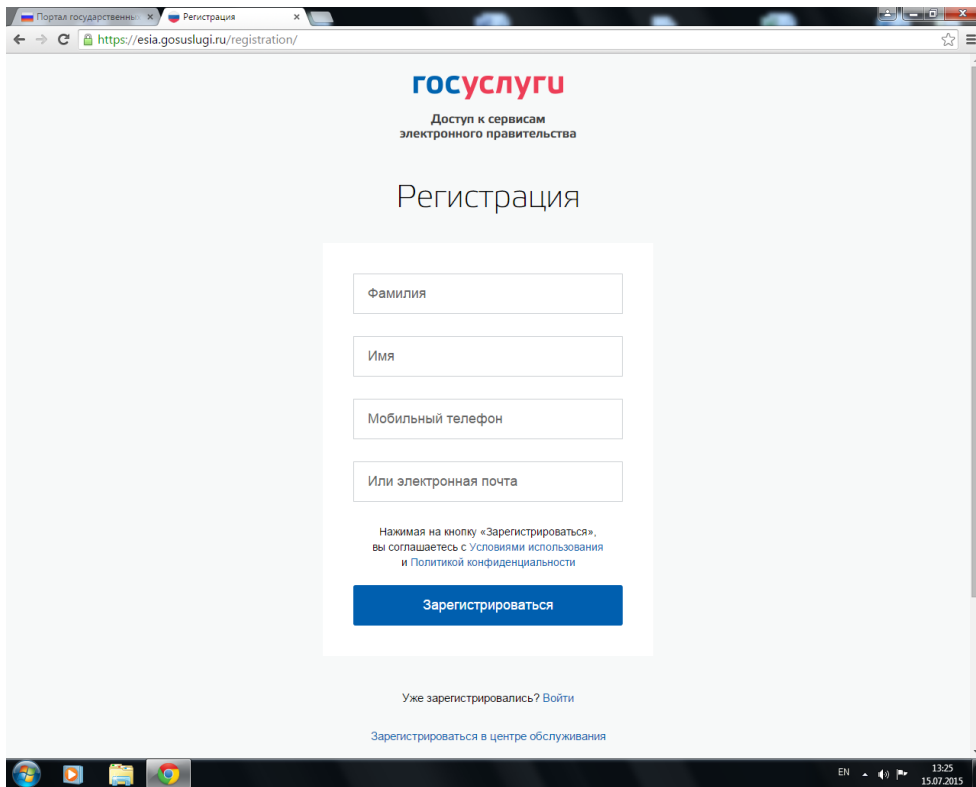 Портал государственны
Регистрация
https://esia.gosuslugi.ru/registration/
госуслуги
Доступ к сервисам
электронного правительства
Регистрация
Фамилия
Имя
Мобильный телефон
Или электронная почта
Нажимая на кнопку «Зарегистрироваться»,
вы соглашаетесь с Условиями использования
и Политикой конфиденциальности
Зарегистрироваться
Уже зарегистрировались? Войти
Зарегистрироваться в центре обслуживания
EN
13:25
15.07.2015